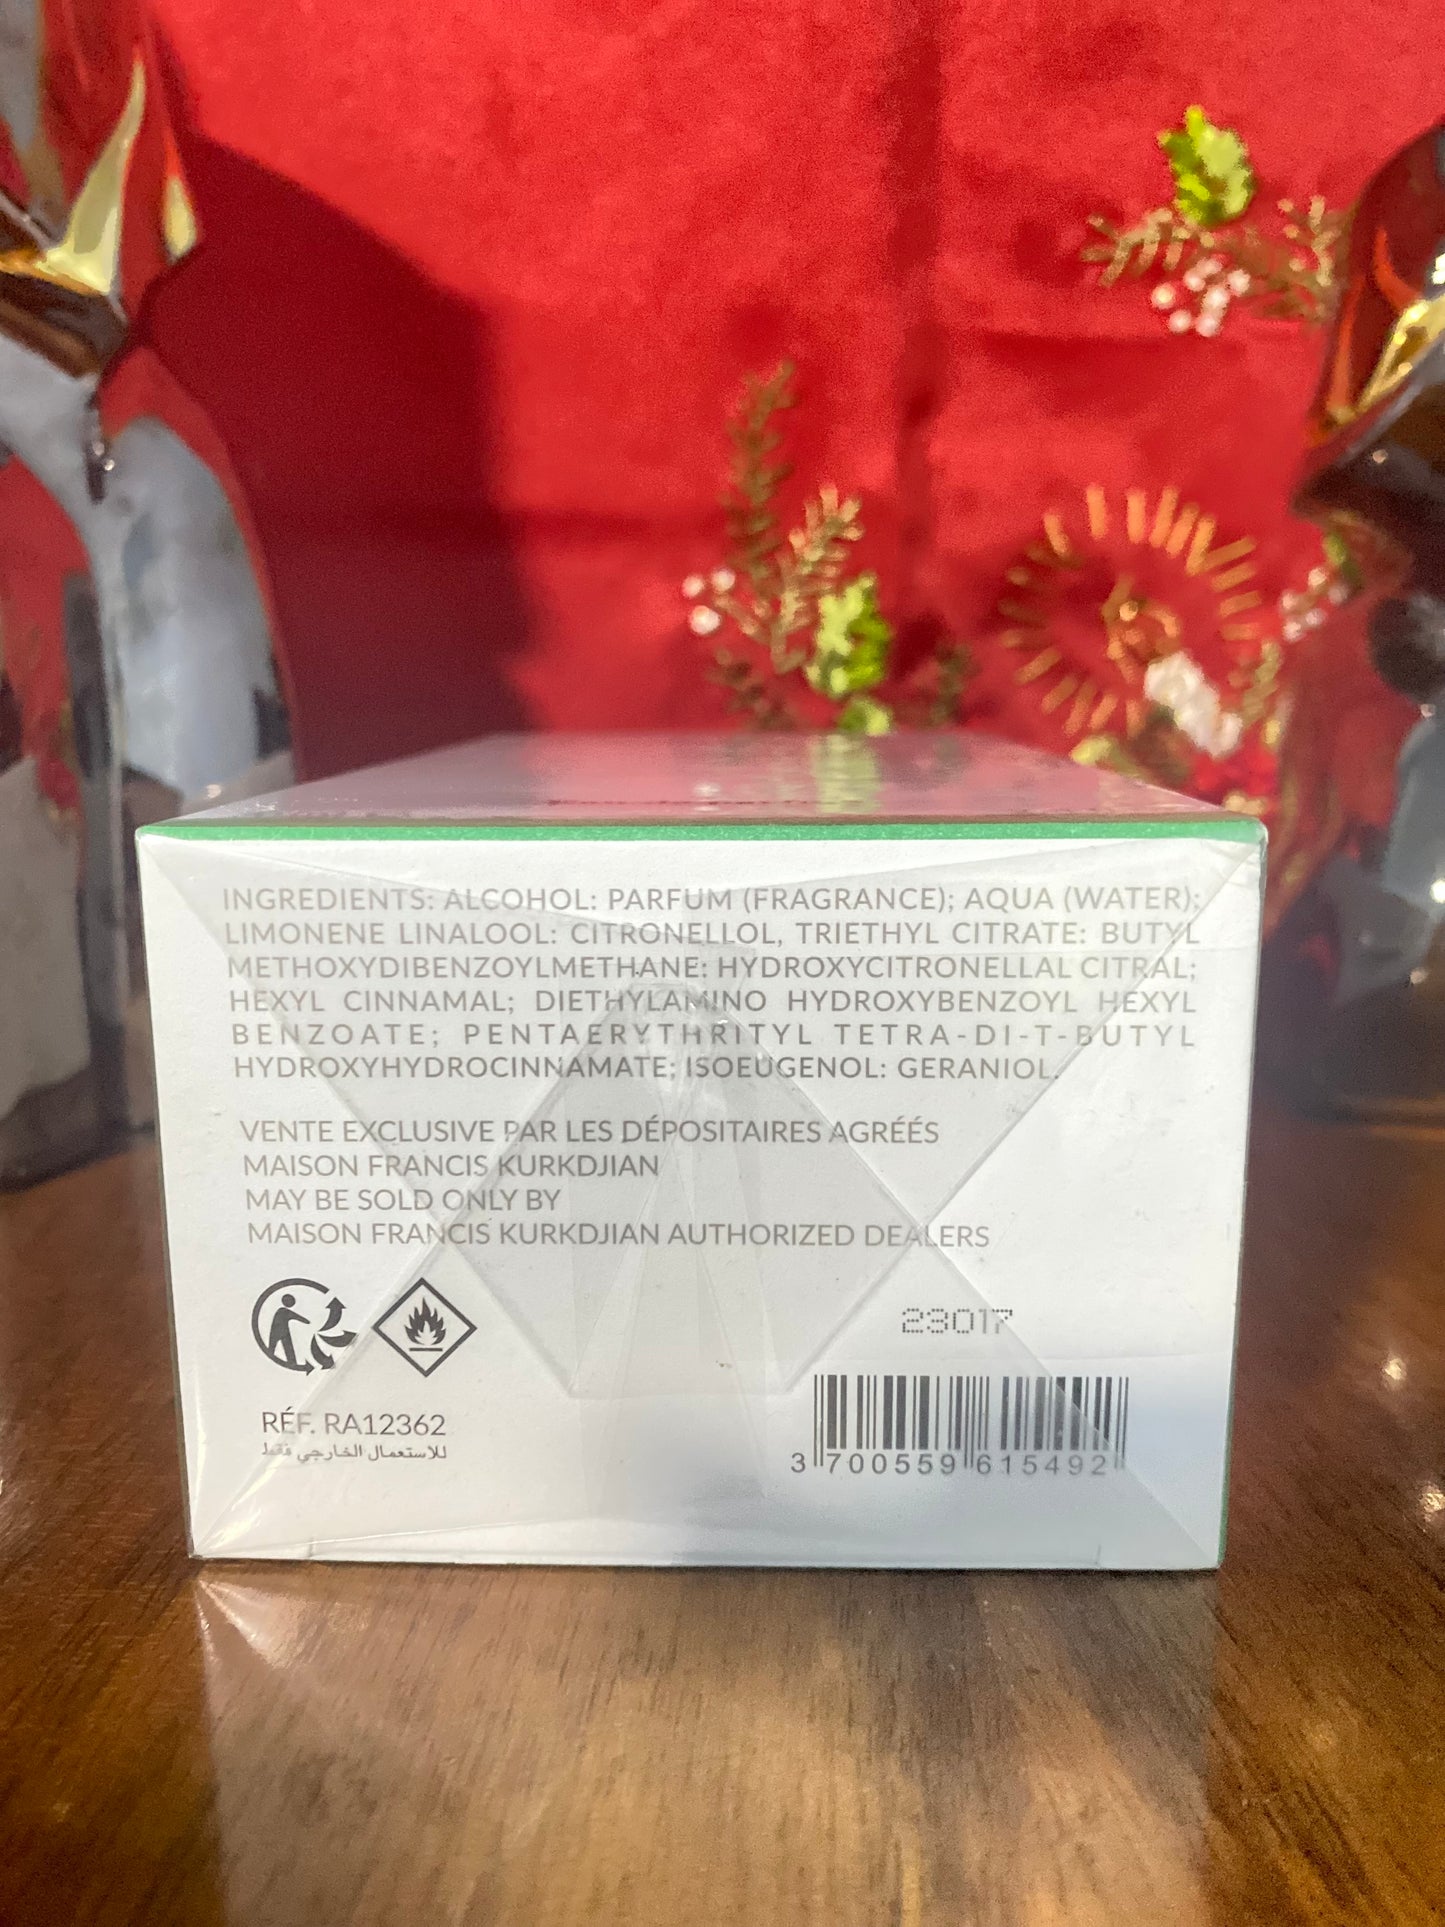 INGREDIENTS: ALCOHOL: PARFUM (FRAGRANCE); AQUA (WATER);
LIMONENE LINALOOL: CITRONELLOL, TRIETHYL CITRATE: BUTYL
METHOXYDIBENZOYLMETHANE: HYDROXYCITRONELLAL CITRAL;
HEXYL CINNAMAL; DIETHYLAMINO HYDROXYBENZOYL HEXYL
BENZOATE; PENTAERYTHRITYL TETRA-DI-T-BUTYL
HYDROXYHYDROCINNAMATE; ISOEUGENOL: GERANIOL.
VENTE EXCLUSIVE PAR LES DÉPOSITAIRES AGRÉÉS
MAISON FRANCIS KURKDJIAN
MAY BE SOLD ONLY BY
MAISON FRANCIS KURKDJIAN AUTHORIZED DEALERS
23017
RÉF. RA12362
للاستعمال الخارجي فقط
3 700559 615492